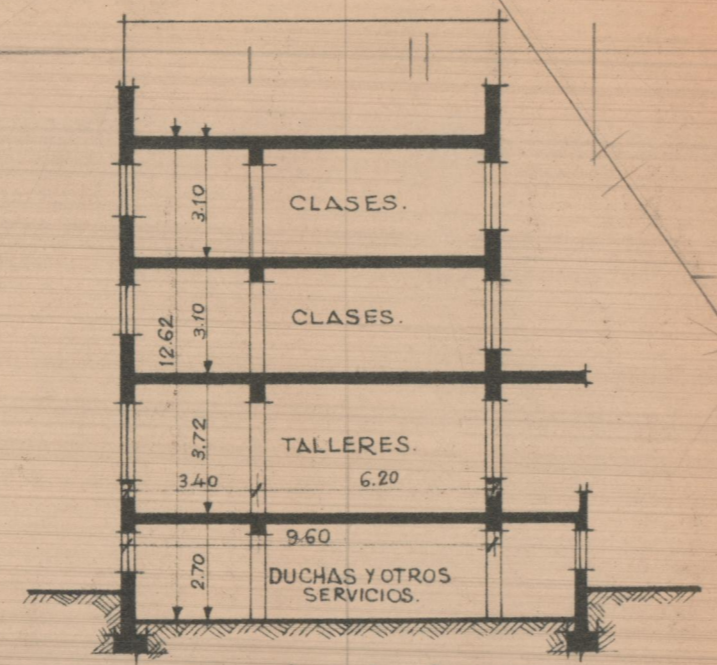 3.10
CLASES.
12.62
3.10
CLASES.
3.72
TALLERES.
3.40
6.20
9.60
2.70
DUCHAS Y OTROS
SERVICIOS.